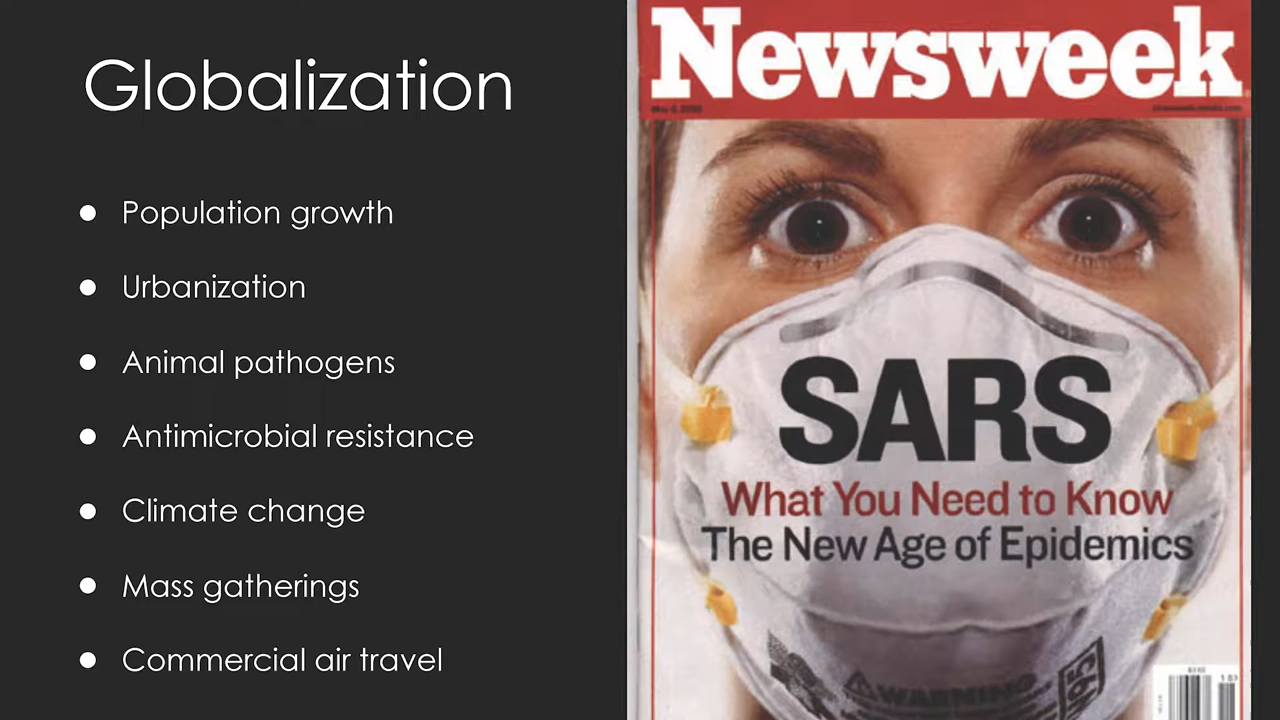 Globalization
Population growth
Urbanization
Animal pathogens
Antimicrobial resistance
Climate change
Mass gatherings
Commercial air travel
Newsweek
SARS
What You Need to Know
The New Age of Epidemics
WARNING
N95